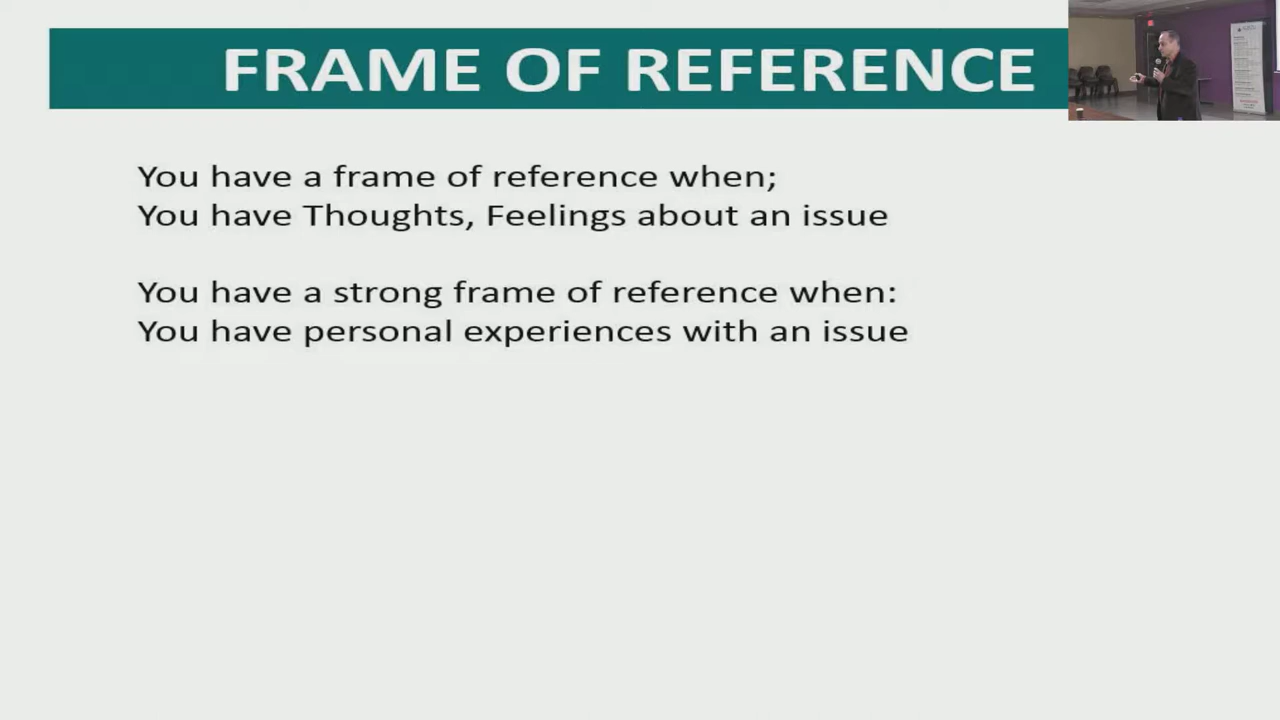 FRAME OF REFERENCE
You have a frame of reference when;
You have Thoughts, Feelings about an issue
You have a strong frame of reference when:
You have personal experiences with an issue